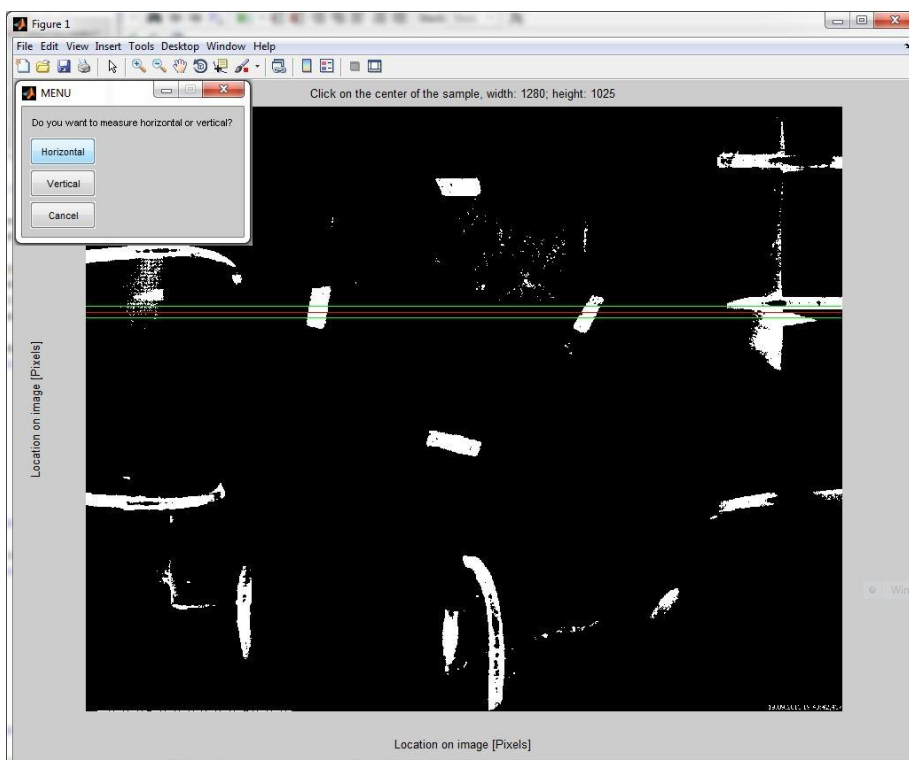 Figure 1
File Edit View Insert Tools Desktop Window Help
MENU
Do you want to measure horizontal or vertical?
Horizontal
Vertical
Cancel
Click on the center of the sample, width: 1280; height: 1025
Location on image [Pixels]
Win
Location on image [Pixels]